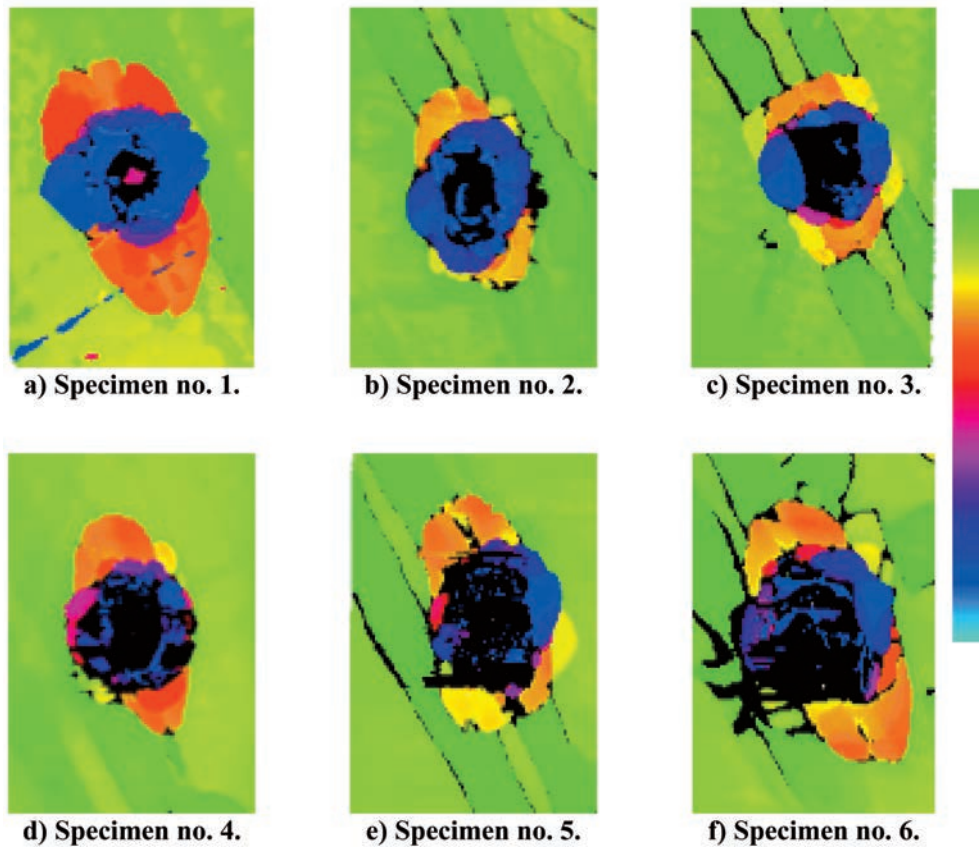 a) Specimen no. 1.
b) Specimen no. 2.
c) Specimen no. 3.
d) Specimen no. 4.
e) Specimen no. 5.
f) Specimen no. 6.